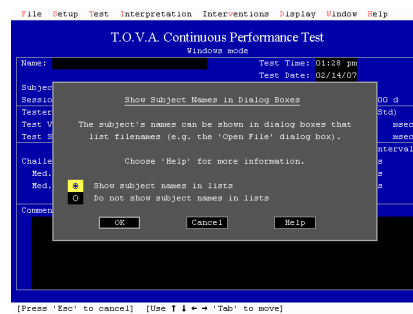 File Setup Test Interpretation Interventions Display Window Help
T.O.V.A. Continuous Performance Test
Windows mode
Name: Test Time: 01:28 pm
Test Date: 02/14/07
Subjec
Sessio 00 d
Tester Std)
Test V msec
Test S msec
nterval
Challe s
Med. s
Med. s
Commen
Show Subject Names in Dialog Boxes
The subject's names can be shown in dialog boxes that
list filenames (e.g. the 'Open File' dialog box).
Choose 'Help' for more information.
Show subject names in lists
Do not show subject names in lists
OK Cancel Help
[Press 'Esc' to cancel] [Use ↑ ↓ ← → 'Tab' to move]